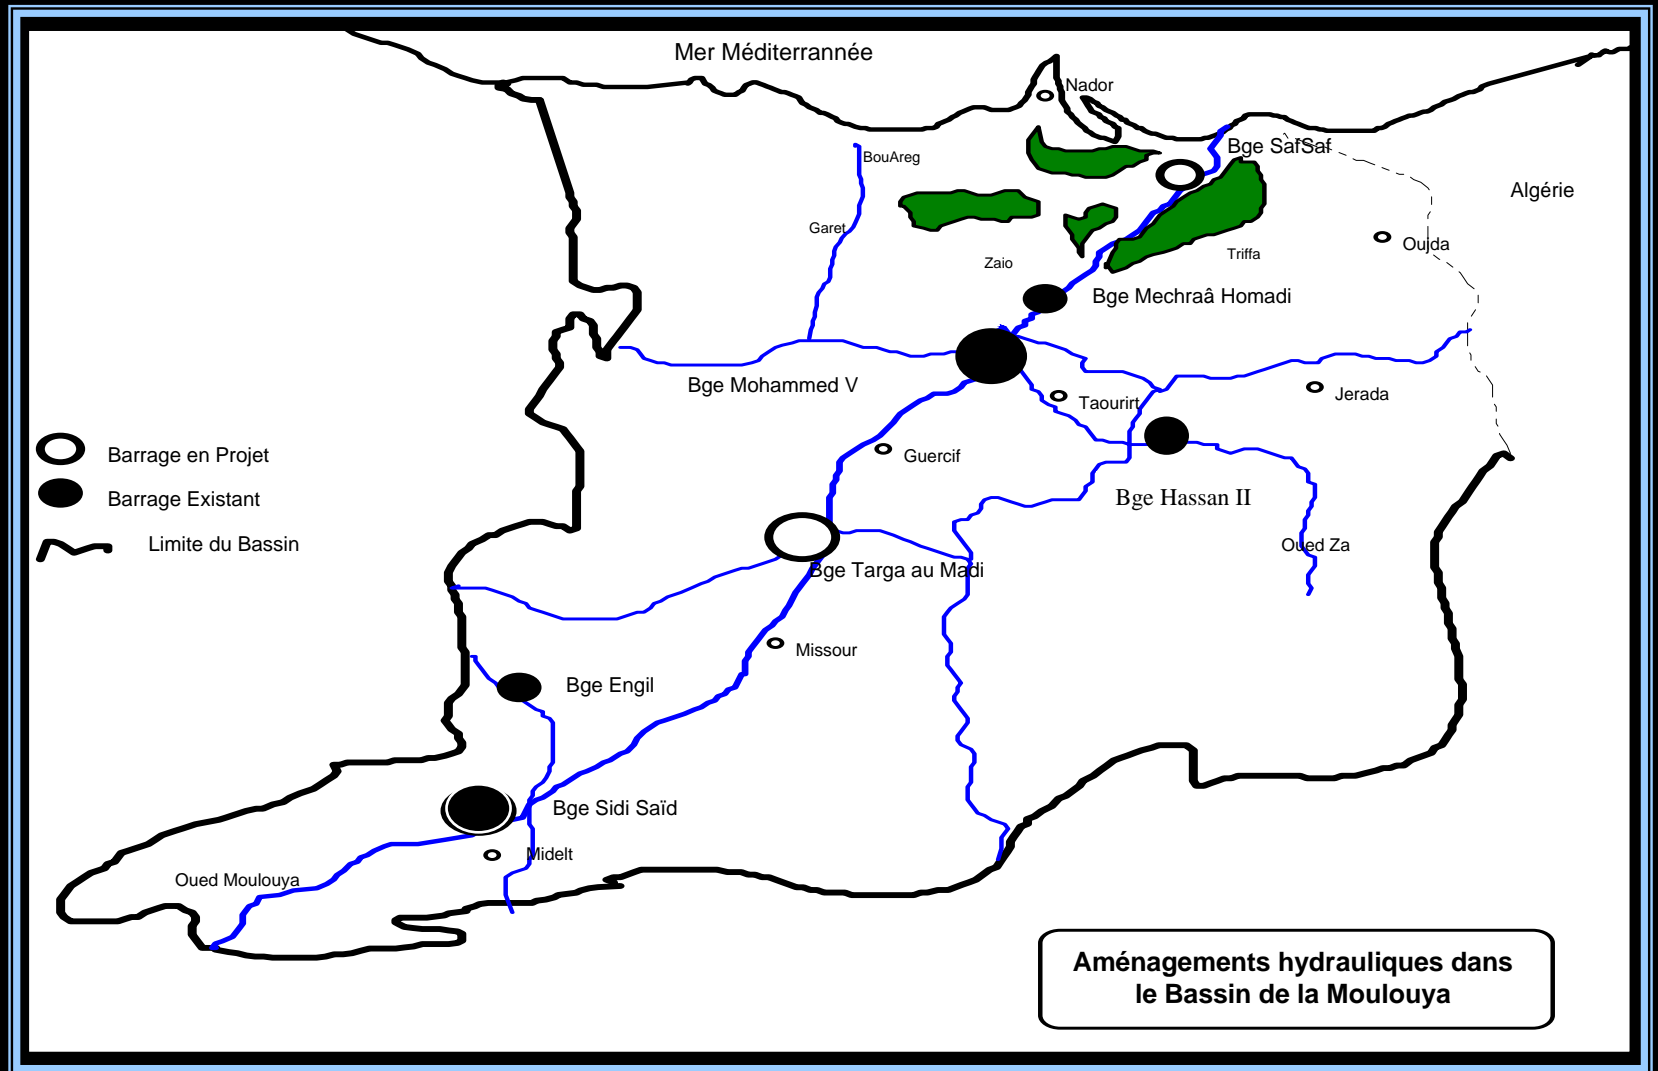 Mer Méditerrannée
Nador
Bge SafSaf
BouAreg
Algérie
Garet
Oujda
Triffa
Zaio
Bge Mechraâ Homadi
Bge Mohammed V
Taourirt
Jerada
Guercif
Barrage en Projet
Barrage Existant
Bge Hassan II
Limite du Bassin
Oued Za
Bge Targa au Madi
Missour
Bge Engil
Bge Sidi Saïd
Midelt
Oued Moulouya
Aménagements hydrauliques dans
le Bassin de la Moulouya